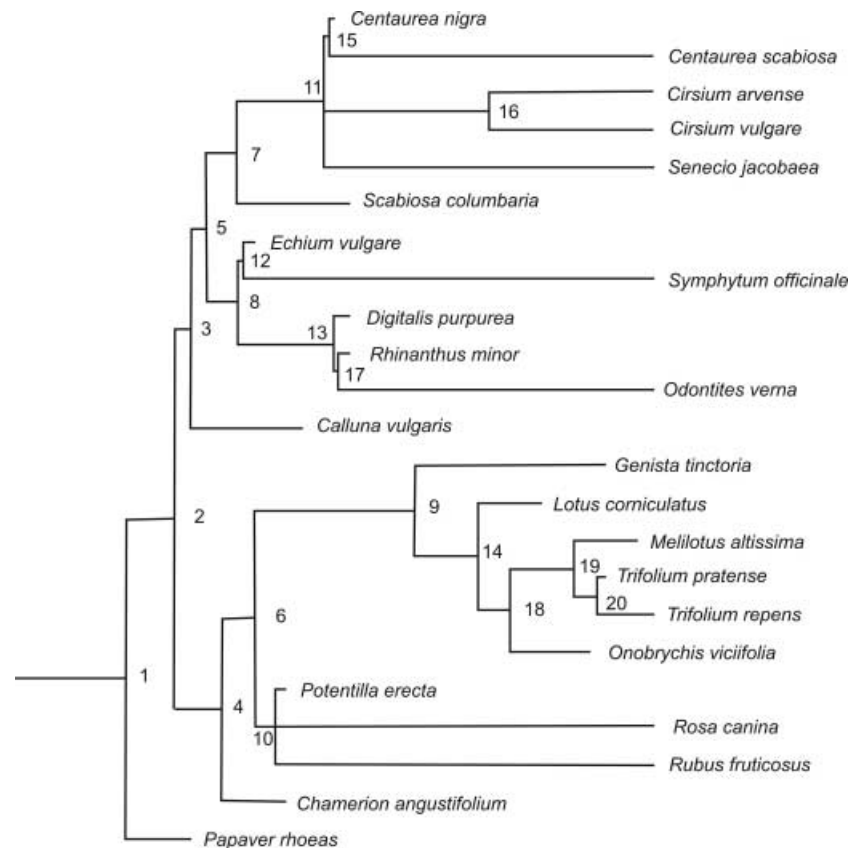 Centaurea nigra
15
Centaurea scabiosa
11
Cirsium arvense
16
Cirsium vulgare
7
Senecio jacobaea
Scabiosa columbaria
5
Echium vulgare
12
Symphytum officinale
8
Digitalis purpurea
13
3
Rhinanthus minor
17
Odontites verna
Calluna vulgaris
Genista tinctoria
9
Lotus corniculatus
2
Melilotus altissima
14
19
Trifolium pratense
20
18
Trifolium repens
6
Onobrychis viciifolia
1
Potentilla erecta
4
Rosa canina
10
Rubus fruticosus
Chamerion angustifolium
Papaver rhoeas